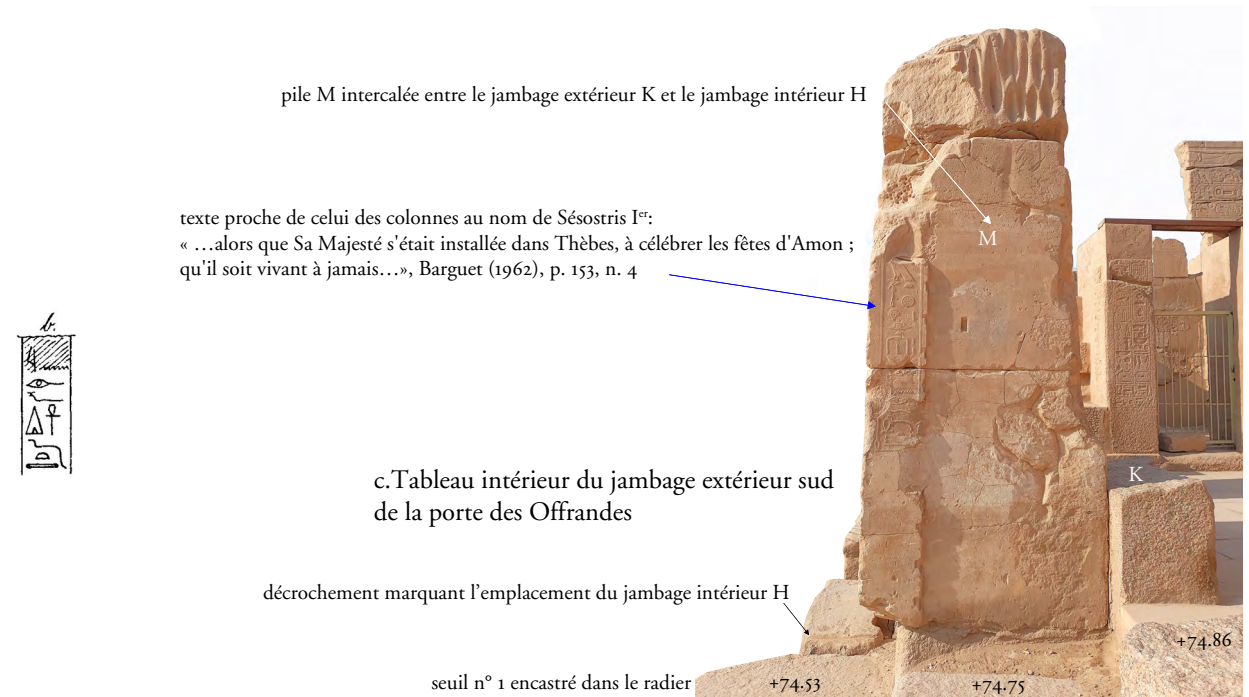 pile M intercalée entre le jambage extérieur K et le jambage intérieur H
texte proche de celui des colonnes au nom de Sésostris Iᵉʳ:
« …alors que Sa Majesté s'était installée dans Thèbes, à célébrer les fêtes d'Amon ;
qu'il soit vivant à jamais…», Barguet (1962), p. 153, n. 4
M
b.
K
c.Tableau intérieur du jambage extérieur sud
de la porte des Offrandes
décrochement marquant l’emplacement du jambage intérieur H
+74.86
seuil n° 1 encastré dans le radier
+74.53
+74.75